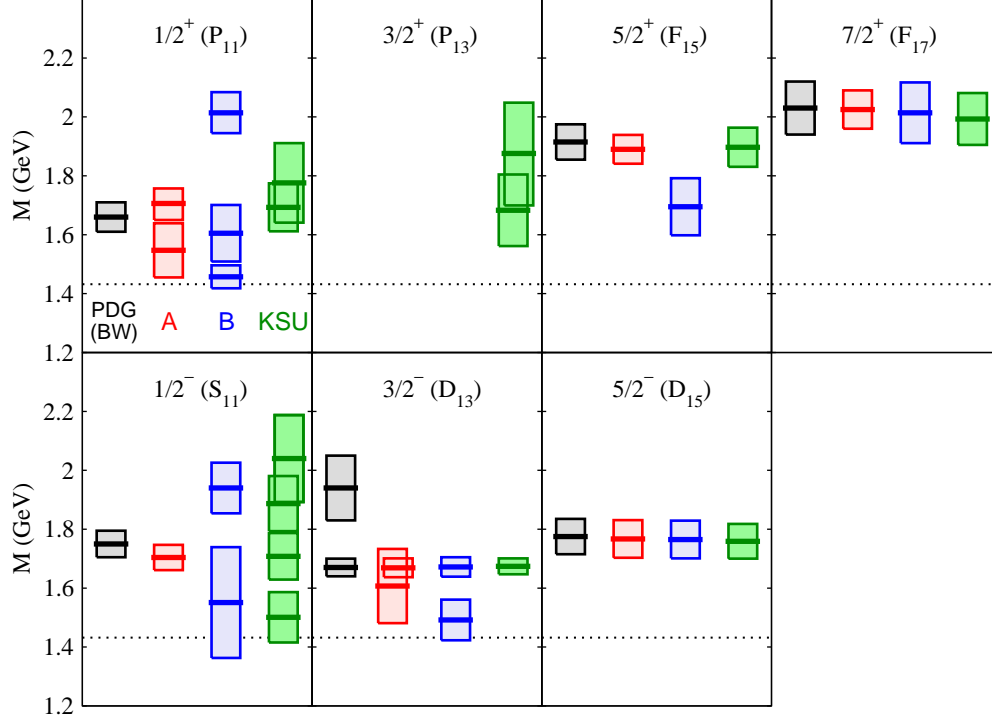 1/2⁺ (P₁₁) 3/2⁺ (P₁₃) 5/2⁺ (F₁₅) 7/2⁺ (F₁₇)
2.2
2
1.8
1.6
1.4
1.2
M (GeV)
PDG
(BW) A B KSU
1/2⁻ (S₁₁) 3/2⁻ (D₁₃) 5/2⁻ (D₁₅)
2.2
2
1.8
1.6
1.4
1.2
M (GeV)